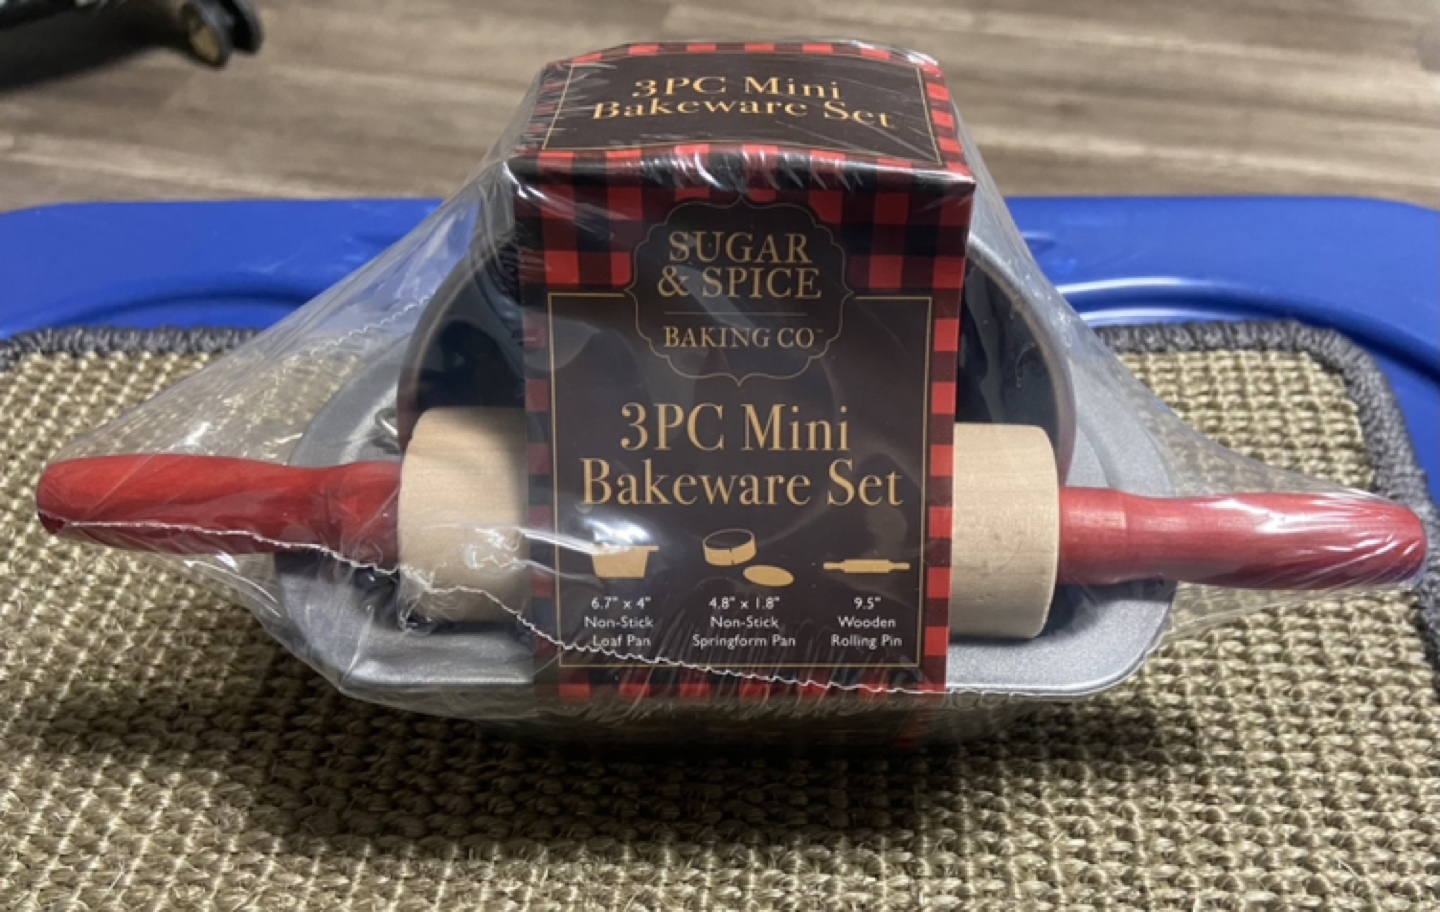 3PC Mini
Bakeware Set
SUGAR
& SPICE
BAKING CO™
3PC Mini
Bakeware Set
6.7" x 4"
Non-Stick
Loaf Pan
4.8" x 1.8"
Non-Stick
Springform Pan
9.5"
Wooden
Rolling Pin